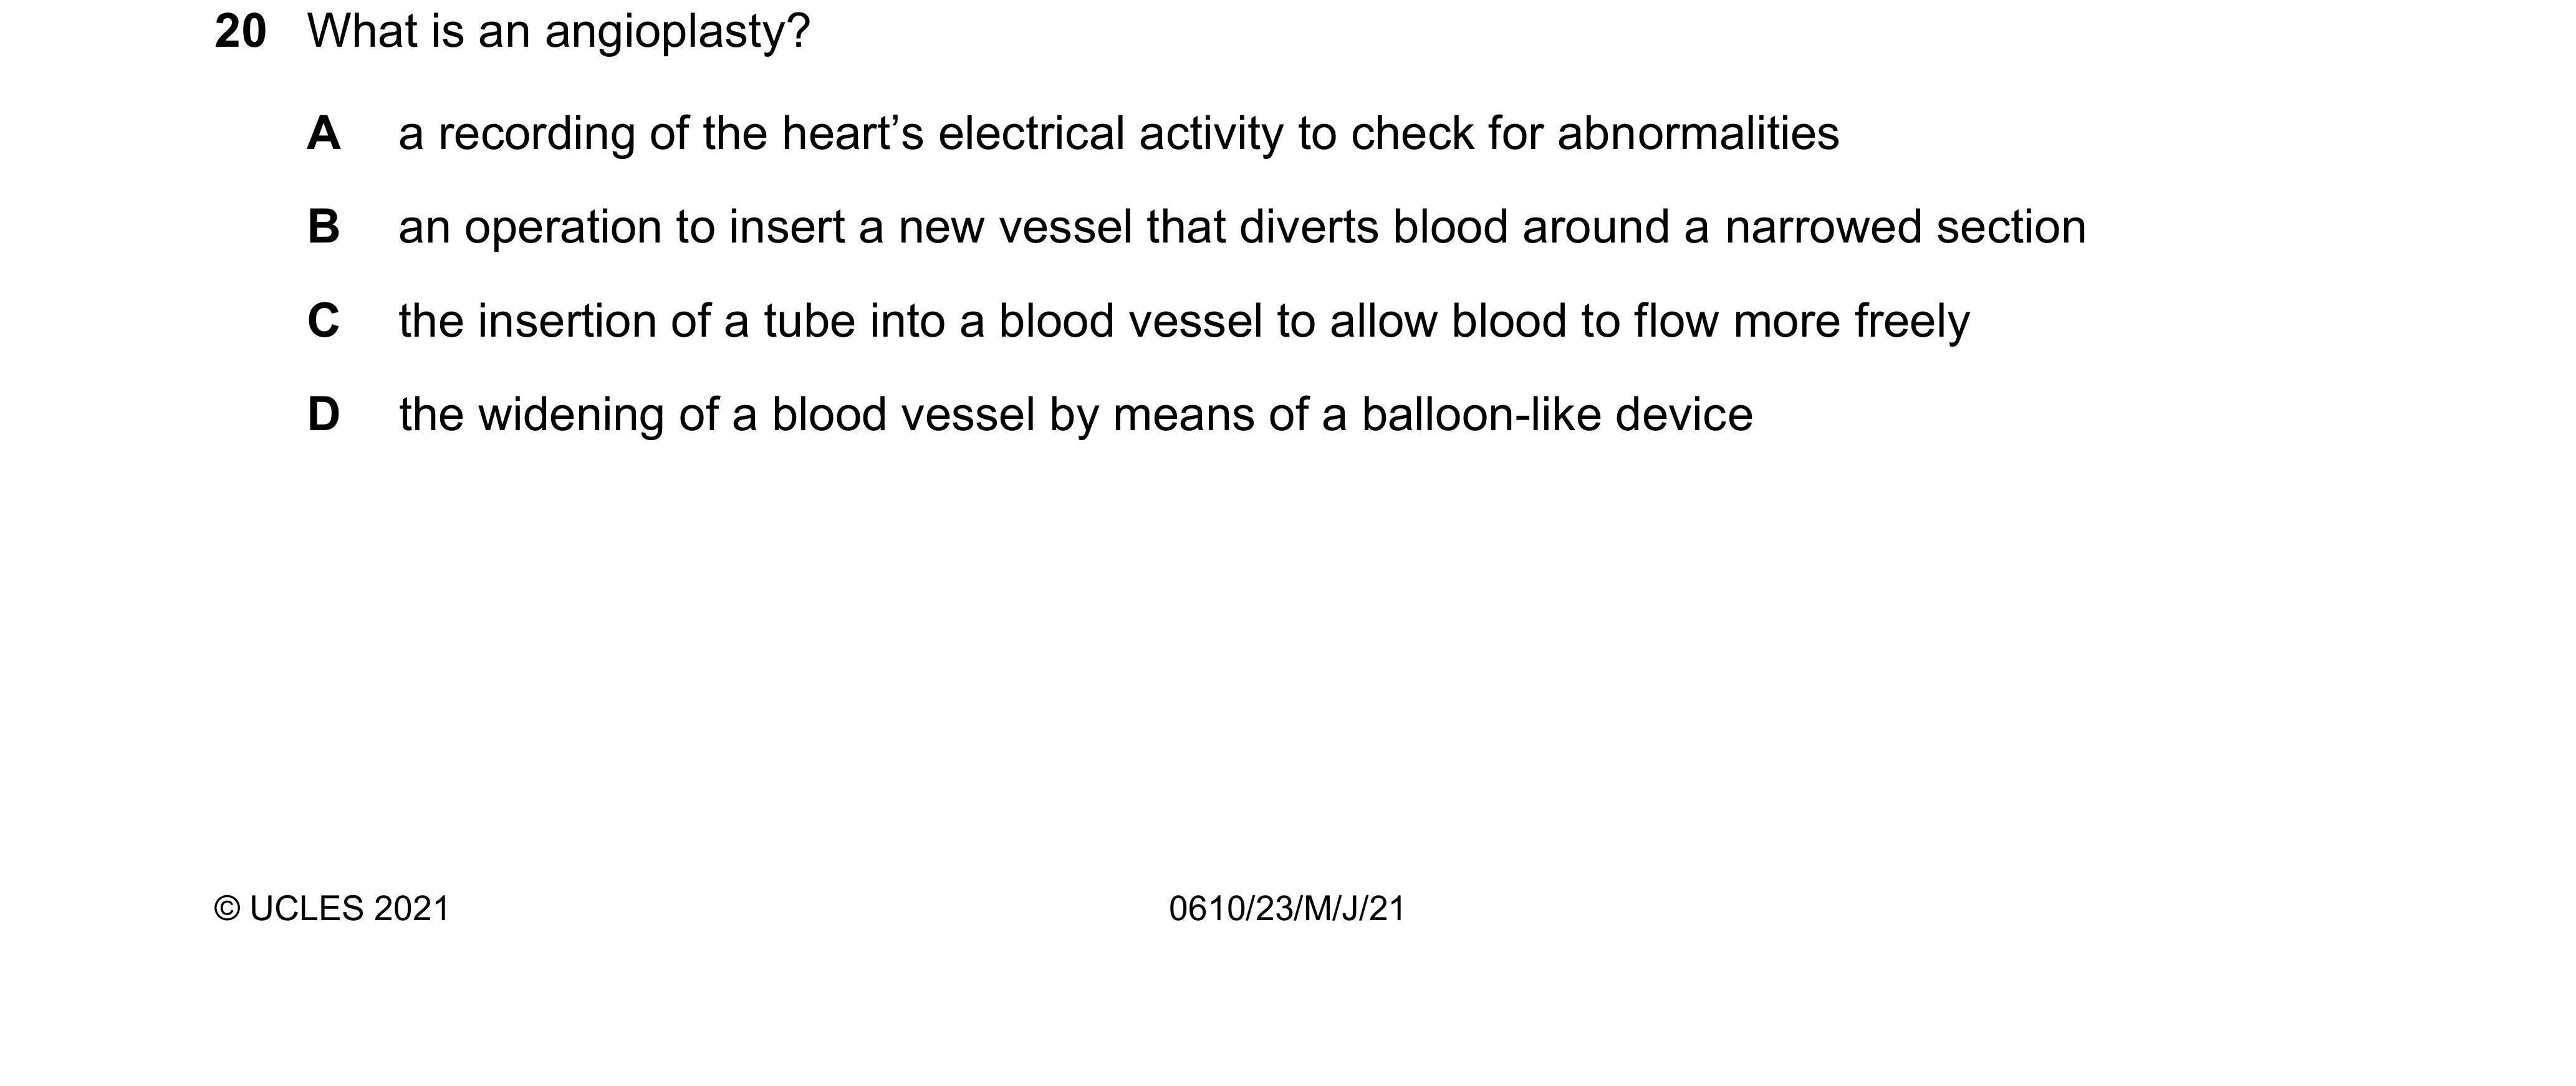 20 What is an angioplasty?
A a recording of the heart’s electrical activity to check for abnormalities
B an operation to insert a new vessel that diverts blood around a narrowed section
C the insertion of a tube into a blood vessel to allow blood to flow more freely
D the widening of a blood vessel by means of a balloon-like device
© UCLES 2021 0610/23/M/J/21